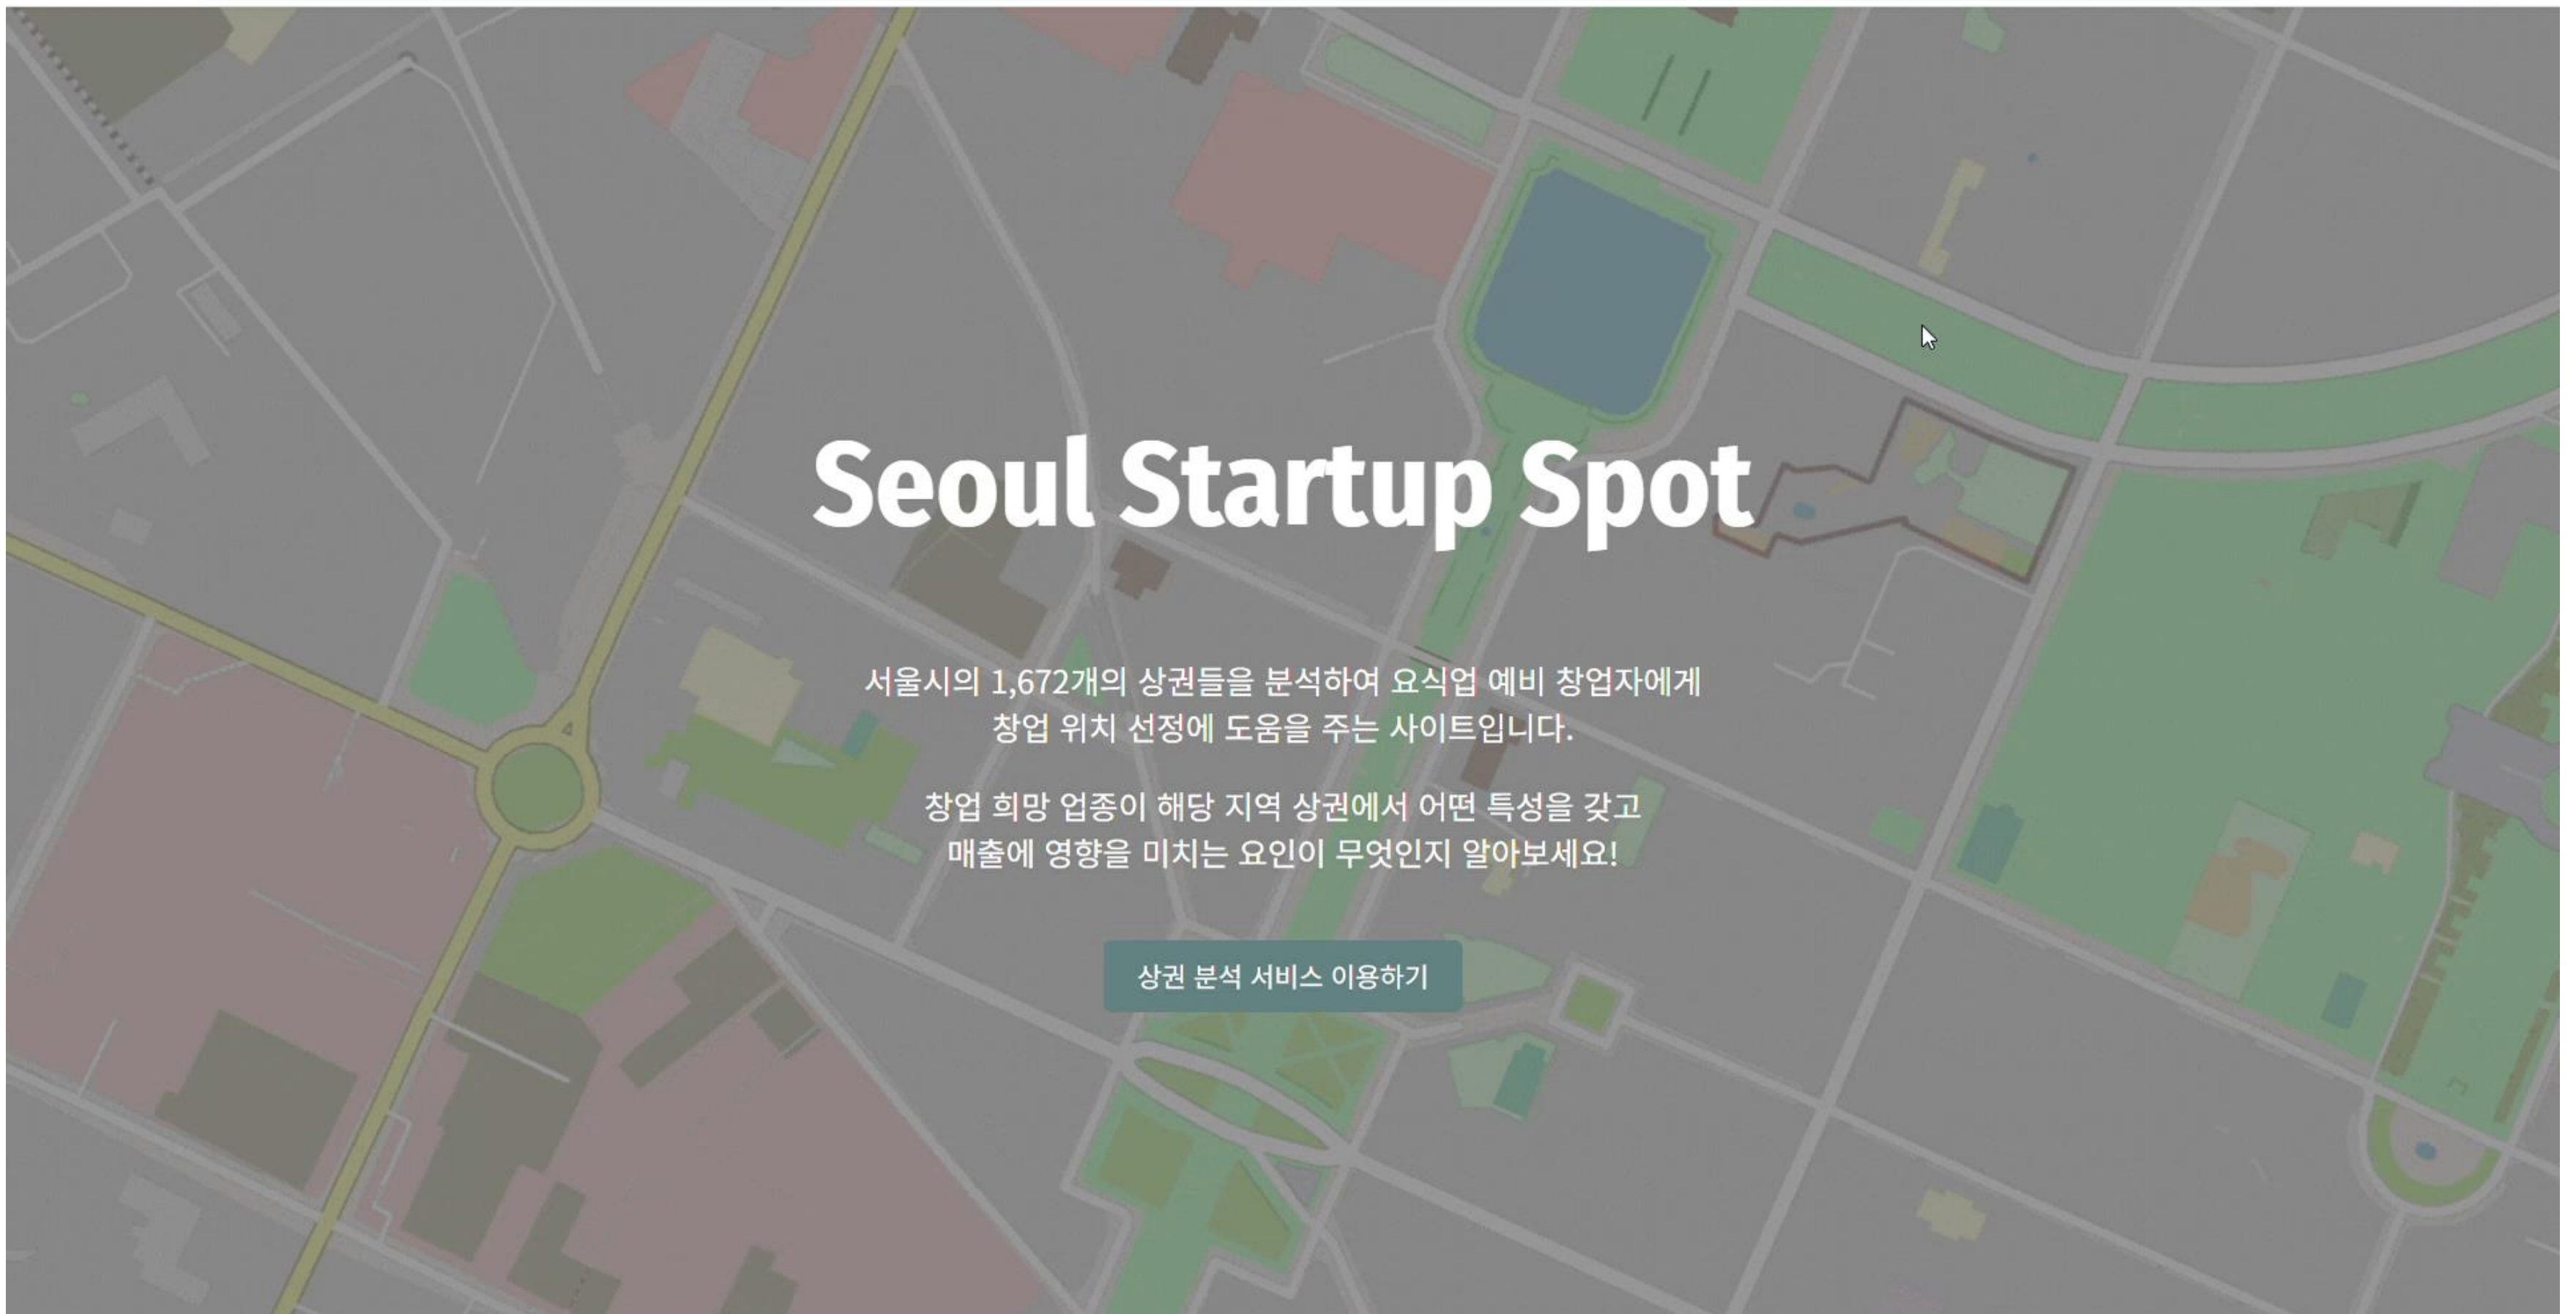 Seoul Startup Spot
서울시의 1,672개의 상권들을 분석하여 요식업 예비 창업자에게
창업 위치 선정에 도움을 주는 사이트입니다.
창업 희망 업종이 해당 지역 상권에서 어떤 특성을 갖고
매출에 영향을 미치는 요인이 무엇인지 알아보세요!
상권 분석 서비스 이용하기